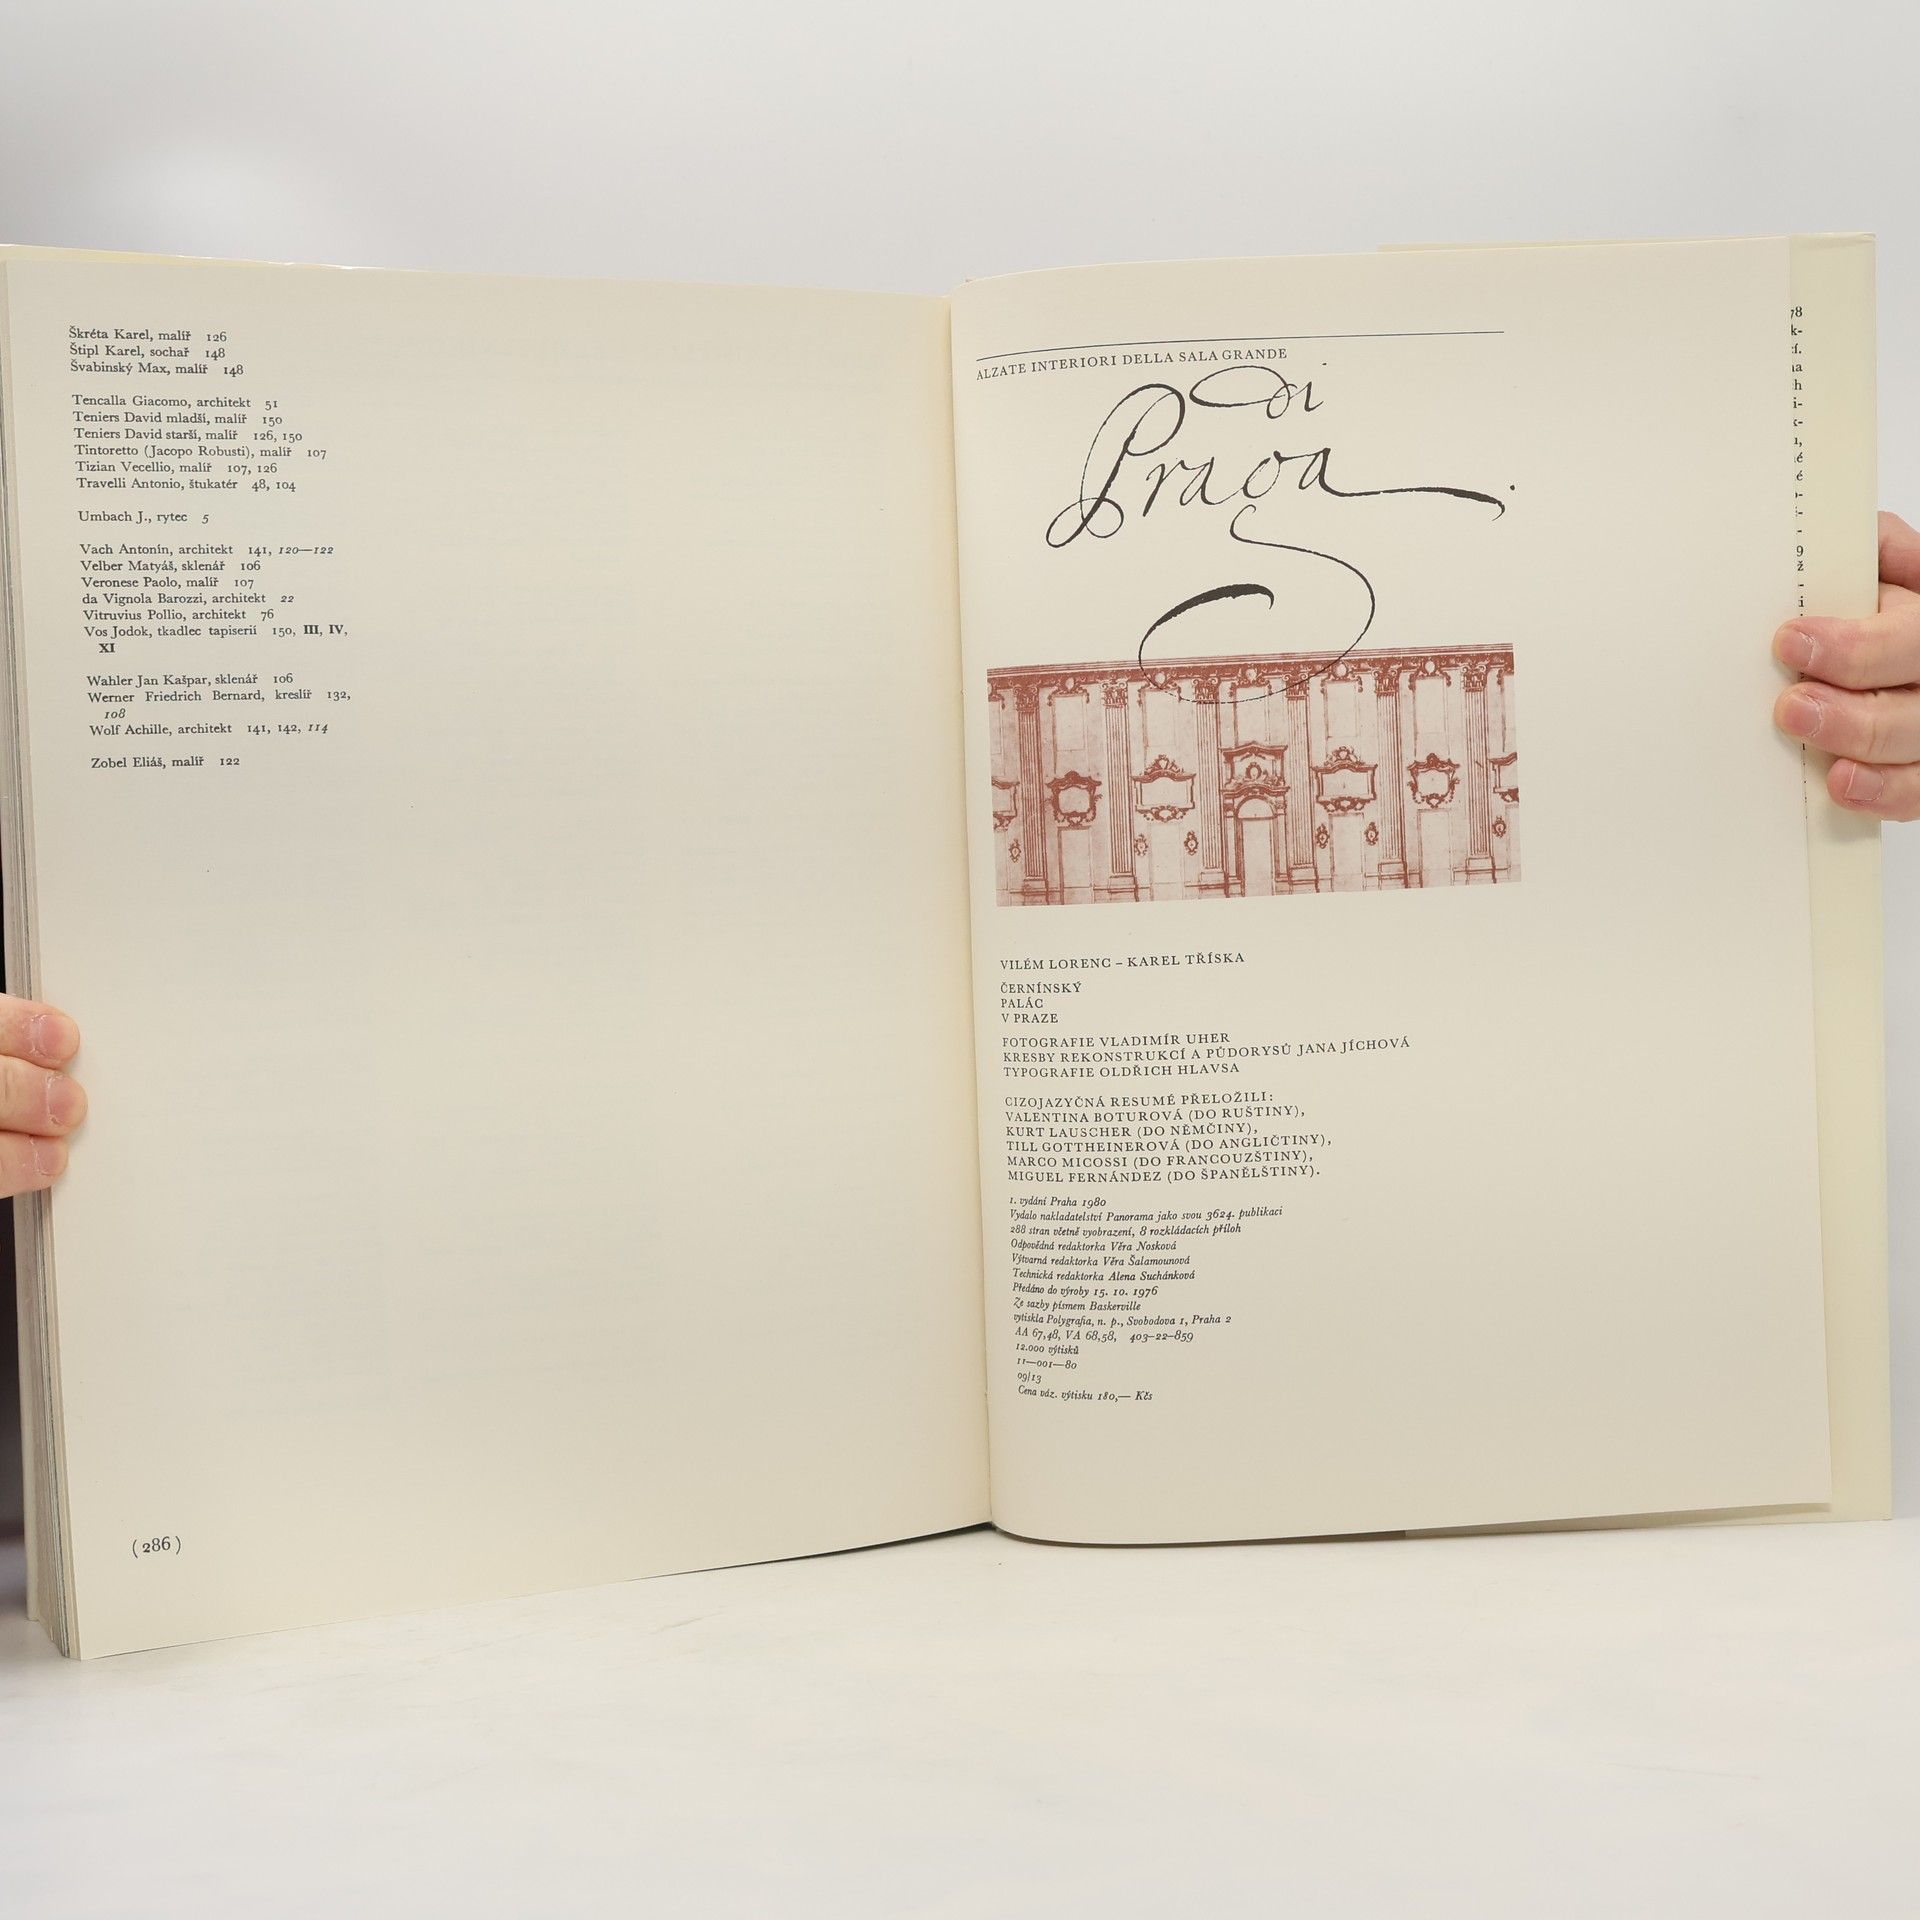 Škréta Karel, malíř 126
Štipl Karel, sochař 148
Švabinský Max, malíř 148
Tencalla Giacomo, architekt 51
Teniers David mladší, malíř 150
Teniers David starší, malíř 126, 150
Tintoretto (Jacopo Robusti), malíř 107
Tizian Vecellio, malíř 107, 126
Travelli Antonio, štukatér 48, 104
Umbach J., rytec 5
Vach Antonín, architekt 141, 120—122
Velber Matyáš, sklenář 106
Veronese Paolo, malíř 107
da Vignola Barozzi, architekt 22
Vitruvius Pollio, architekt 76
Vos Jodok, tkadlec tapiserií 150, III, IV,
XI
Wahler Jan Kašpar, sklenář 106
Werner Friedrich Bernard, kreslíř 132,
108
Wolf Achille, architekt 141, 142, 114
Zobel Eliáš, malíř 122
(286)
ALZATE INTERIORI DELLA SALA GRANDE
di
Praga.
VILÉM LORENC – KAREL TŘÍSKA
ČERNÍNSKÝ
PALÁC
V PRAZE
FOTOGRAFIE VLADIMÍR UHER
KRESBY REKONSTRUKCÍ A PŮDORYSŮ JANA JÍCHOVÁ
TYPOGRAFIE OLDŘICH HLAVSA
CIZOJAZYČNÁ RESUMÉ PŘELOŽILI:
VALENTINA BOTUROVÁ (DO RUŠTINY),
KURT LAUSCHER (DO NĚMČINY),
TILL GOTTHEINEROVÁ (DO ANGLIČTINY),
MARCO MICOSSI (DO FRANCOUZŠTINY),
MIGUEL FERNÁNDEZ (DO ŠPANĚLŠTINY).
1. vydání Praha 1980
Vydalo nakladatelství Panorama jako svou 3624. publikaci
288 stran včetně vyobrazení, 8 rozkládacích příloh
Odpovědná redaktorka Věra Nosková
Výtvarná redaktorka Věra Šalamounová
Technická redaktorka Alena Suchánková
Předáno do výroby 15. 10. 1976
Ze sazby písmem Baskerville
vytiskla Polygrafia, n. p., Svobodova 1, Praha 2
AA 67,48, VA 68,58, 403–22–859
12.000 výtisků
11—001—80
09/13
Cena váz. výtisku 180,— Kčs